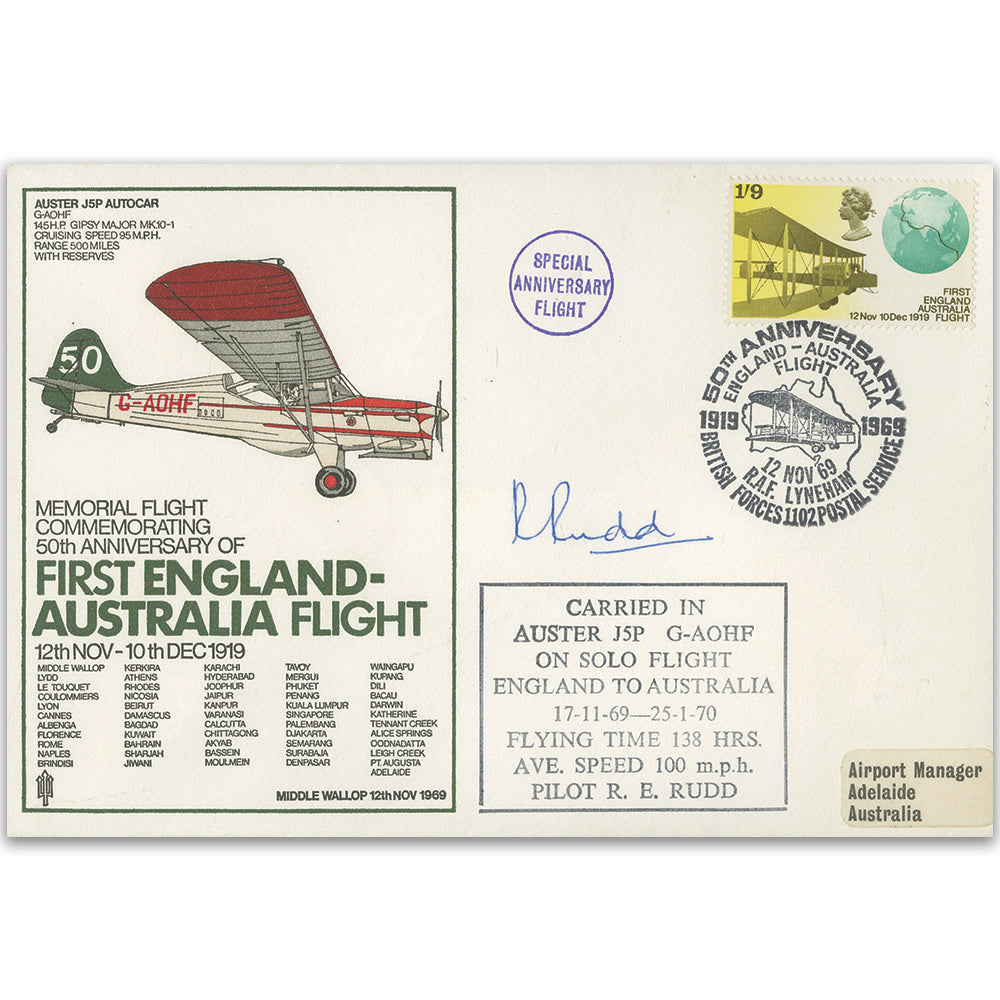 AUSTER J5P AUTOCAR
G-AOHF
145H.P. GIPSY MAJOR MK10-1
CRUISING SPEED 95 M.P.H.
RANGE 500 MILES
WITH RESERVES
50
G-AOHF
MEMORIAL FLIGHT
COMMEMORATING
50th ANNIVERSARY OF
FIRST ENGLAND-
AUSTRALIA FLIGHT
12th NOV - 10th DEC 1919
MIDDLE WALLOP
LYDD
LE TOUQUET
COULOMMIERS
LYON
CANNES
ALBENGA
FLORENCE
ROME
NAPLES
BRINDISI
KERKIRA
ATHENS
RHODES
NICOSIA
BEIRUT
DAMASCUS
BAGDAD
KUWAIT
BAHRAIN
SHARJAH
JIWANI
KARACHI
HYDERABAD
JODPHUR
JAIPUR
KANPUR
VARANASI
CALCUTTA
CHITTAGONG
AKYAB
BASSEIN
MOULMEIN
TAVOY
MERGUI
PHUKET
PENANG
KUALA LUMPUR
SINGAPORE
PALEMBANG
DJAKARTA
SEMARANG
SURABAJA
DENPASAR
WAINGAPU
KUPANG
DILI
BACAU
DARWIN
KATHERINE
TENNANT CREEK
ALICE SPRINGS
OODNADATTA
LEIGH CREEK
PT. AUGUSTA
ADELAIDE
MIDDLE WALLOP 12th NOV 1969
SPECIAL
ANNIVERSARY
FLIGHT
1/9
FIRST
ENGLAND
AUSTRALIA
12 Nov 10 Dec 1919 FLIGHT
50TH ANNIVERSARY
ENGLAND - AUSTRALIA
FLIGHT
1919 1969
12 NOV 69
R.A.F. LYNEHAM
BRITISH FORCES 1102 POSTAL SERVICE
R Rudd
CARRIED IN
AUSTER J5P G-AOHF
ON SOLO FLIGHT
ENGLAND TO AUSTRALIA
17-11-69—25-1-70
FLYING TIME 138 HRS.
AVE. SPEED 100 m.p.h.
PILOT R. E. RUDD
Airport Manager
Adelaide
Australia